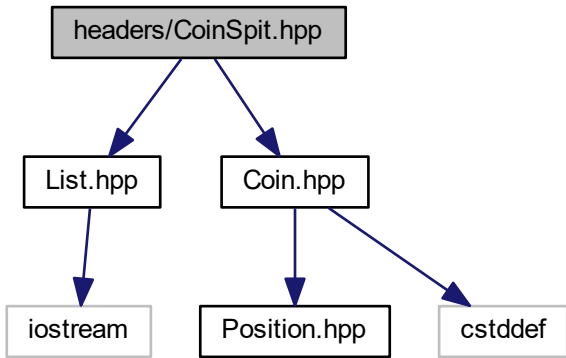 headers/CoinSpit.hpp
List.hpp
Coin.hpp
iostream
Position.hpp
cstddef